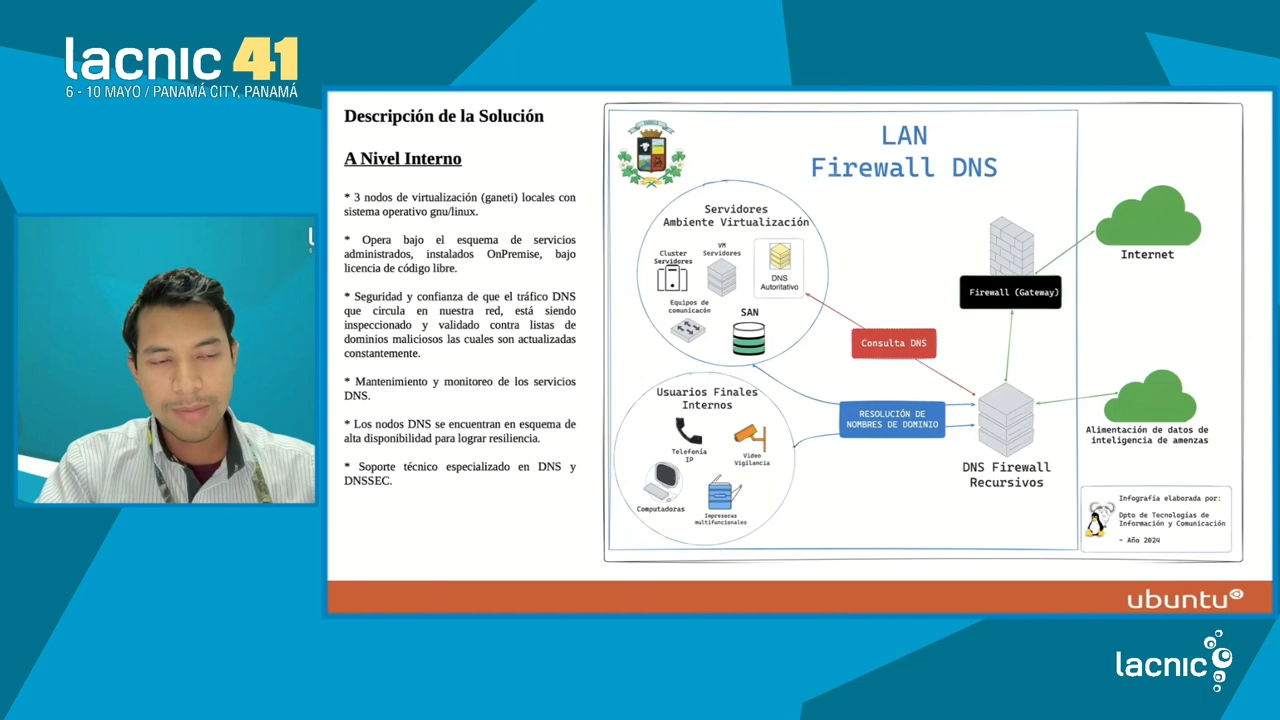 lacnic 41
6 - 10 MAYO / PANAMÁ CITY, PANAMÁ
Descripción de la Solución
A Nivel Interno
* 3 nodos de virtualización (ganeti) locales con
sistema operativo gnu/linux.
* Opera bajo el esquema de servicios
administrados, instalados OnPremise, bajo
licencia de código libre.
* Seguridad y confianza de que el tráfico DNS
que circula en nuestra red, está siendo
inspeccionado y validado contra listas de
dominios maliciosos las cuales son actualizadas
constantemente.
* Mantenimiento y monitoreo de los servicios
DNS.
* Los nodos DNS se encuentran en esquema de
alta disponibilidad para lograr resiliencia.
* Soporte técnico especializado en DNS y
DNSSEC.
LAN
Firewall DNS
Servidores
Ambiente Virtualización
Cluster
Servidores
VM
Servidores
DNS
Autoritativo
Equipos de
comunicacón
SAN
Consulta DNS
Usuarios Finales
Internos
Telefonía
IP
Video
Vigilancia
Computadoras
Impresoras
multifuncionales
RESOLUCIÓN DE
NOMBRES DE DOMINIO
Firewall (Gateway)
Internet
DNS Firewall
Recursivos
Alimentación de datos de
inteligencia de amenzas
Infografía elaborada por:
Dpto de Tecnologías de
Información y Comunicación
- Año 2024
ubuntu
lacnic